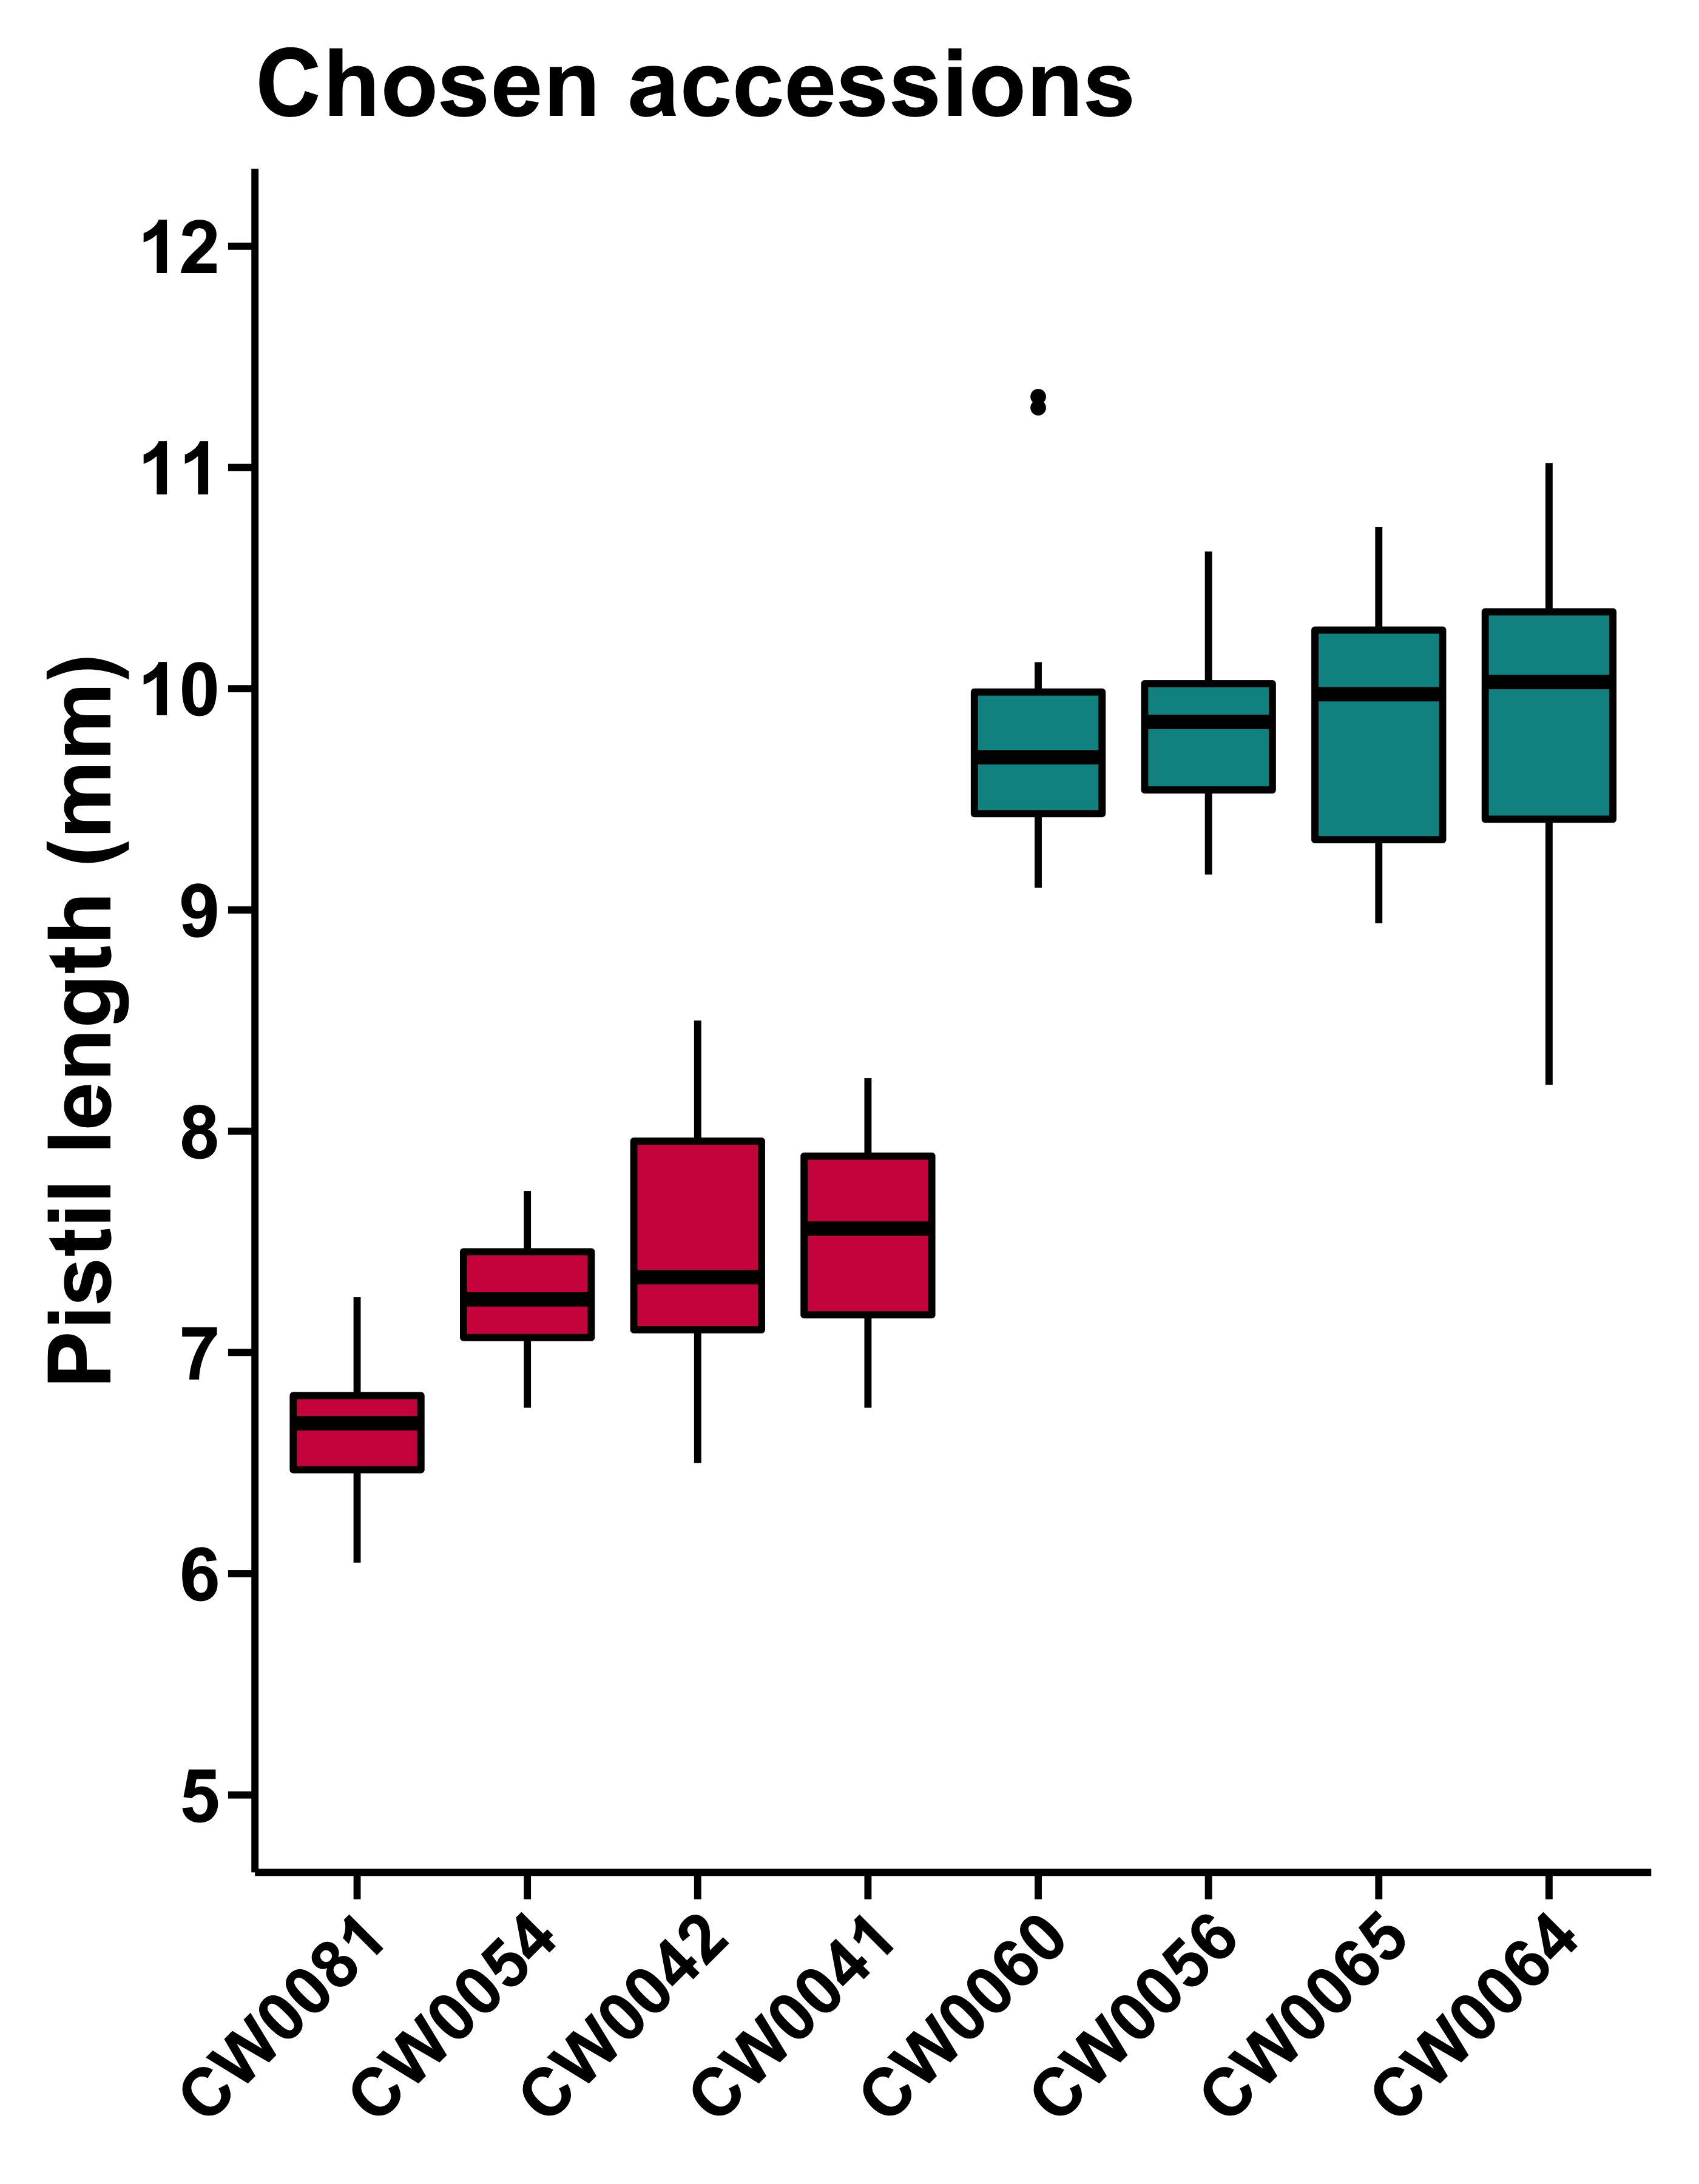 Chosen accessions
Pistil length (mm)
12
11
10
9
8
7
6
5
CW0081
CW0054
CW0042
CW0041
CW0060
CW0056
CW0065
CW0064